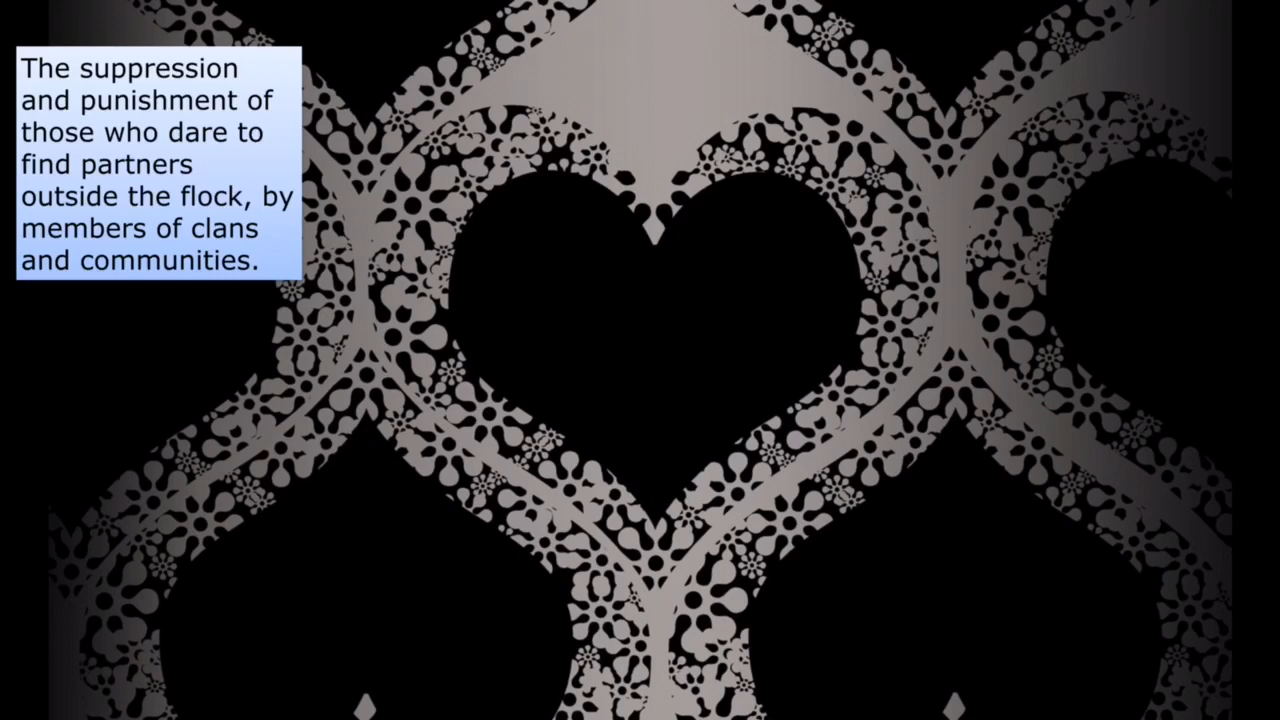 The suppression
and punishment of
those who dare to
find partners
outside the flock, by
members of clans
and communities.